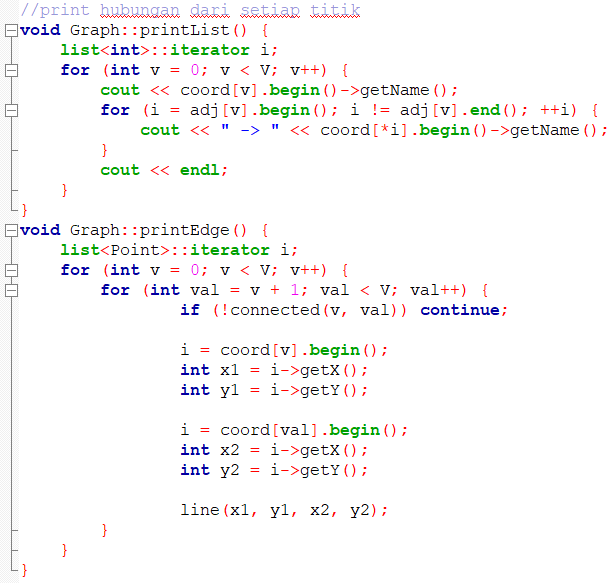 //print hubungan dari setiap titik
void Graph::printList() {
    list<int>::iterator i;
    for (int v = 0; v < V; v++) {
        cout << coord[v].begin()->getName();
        for (i = adj[v].begin(); i != adj[v].end(); ++i) {
            cout << " -> " << coord[*i].begin()->getName();
        }
        cout << endl;
    }
}
void Graph::printEdge() {
    list<Point>::iterator i;
    for (int v = 0; v < V; v++) {
        for (int val = v + 1; val < V; val++) {
                if (!connected(v, val)) continue;

                i = coord[v].begin();
                int x1 = i->getX();
                int y1 = i->getY();

                i = coord[val].begin();
                int x2 = i->getX();
                int y2 = i->getY();

                line(x1, y1, x2, y2);
        }
    }
}